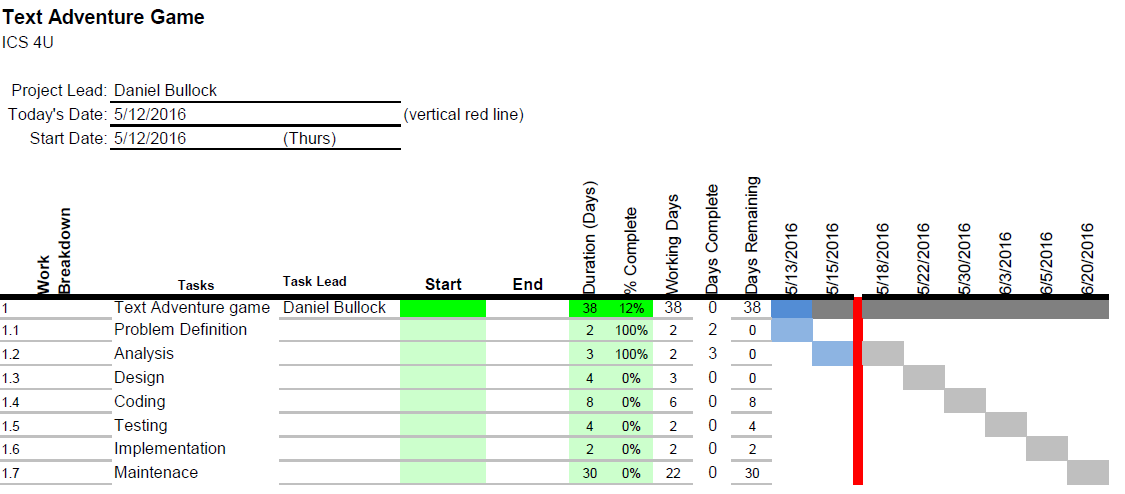 Text Adventure Game
ICS 4U
Project Lead: Daniel Bullock
Today's Date: 5/12/2016 (vertical red line)
Start Date: 5/12/2016 (Thurs)
Work Breakdown Tasks Task Lead Start End Duration (Days) % Complete Working Days Days Complete Days Remaining 5/13/2016 5/15/2016 5/18/2016 5/22/2016 5/30/2016 6/3/2016 6/5/2016 6/20/2016
1 Text Adventure game Daniel Bullock 38 12% 38 0 38
1.1 Problem Definition 2 100% 2 2 0
1.2 Analysis 3 100% 2 3 0
1.3 Design 4 0% 3 0 0
1.4 Coding 8 0% 6 0 8
1.5 Testing 4 0% 2 0 4
1.6 Implementation 2 0% 2 0 2
1.7 Maintenace 30 0% 22 0 30